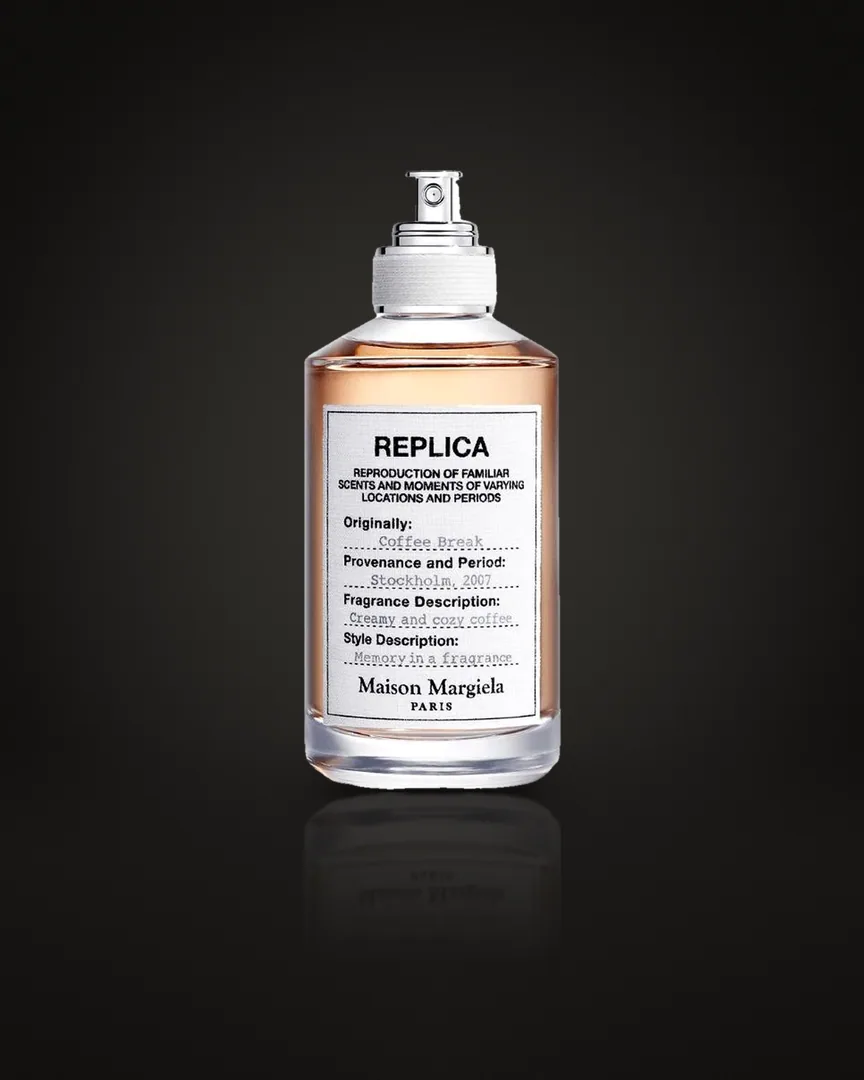 REPLICA
REPRODUCTION OF FAMILIAR
SCENTS AND MOMENTS OF VARYING
LOCATIONS AND PERIODS
Originally:
Coffee Break
Provenance and Period:
Stockholm, 2007
Fragrance Description:
Creamy and cozy coffee
Style Description:
Memory in a fragrance
Maison Margiela
PARIS